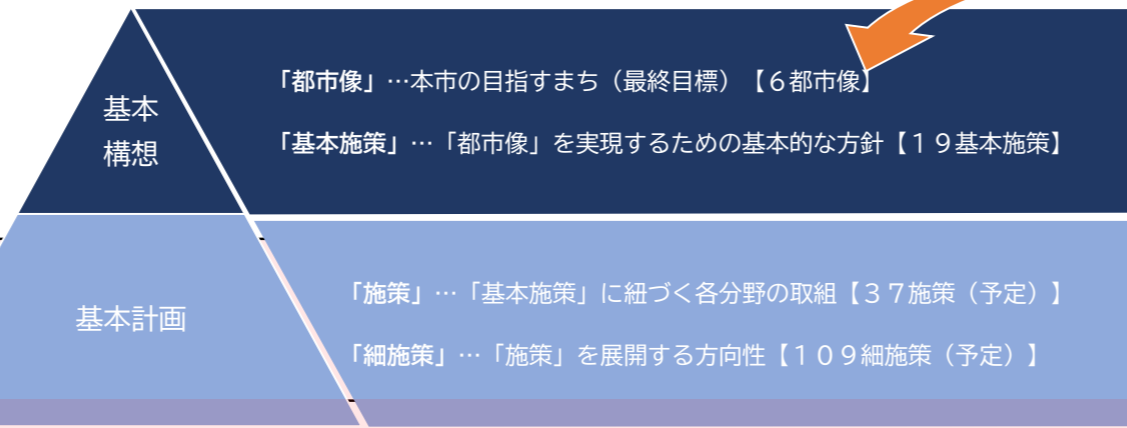 基本
構想
「都市像」…本市の目指すまち（最終目標）【６都市像】
「基本施策」…「都市像」を実現するための基本的な方針【１９基本施策】
基本計画
「施策」…「基本施策」に紐づく各分野の取組【３７施策（予定）】
「細施策」…「施策」を展開する方向性【１０９細施策（予定）】